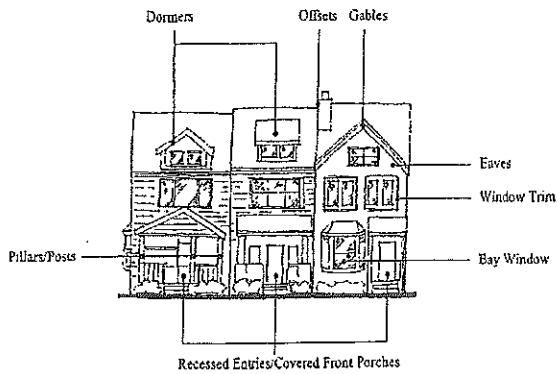 Dormers
Offsets
Gables
Eaves
Window Trim
Pillars/Posts
Bay Window
Recessed Entries/Covered Front Porches